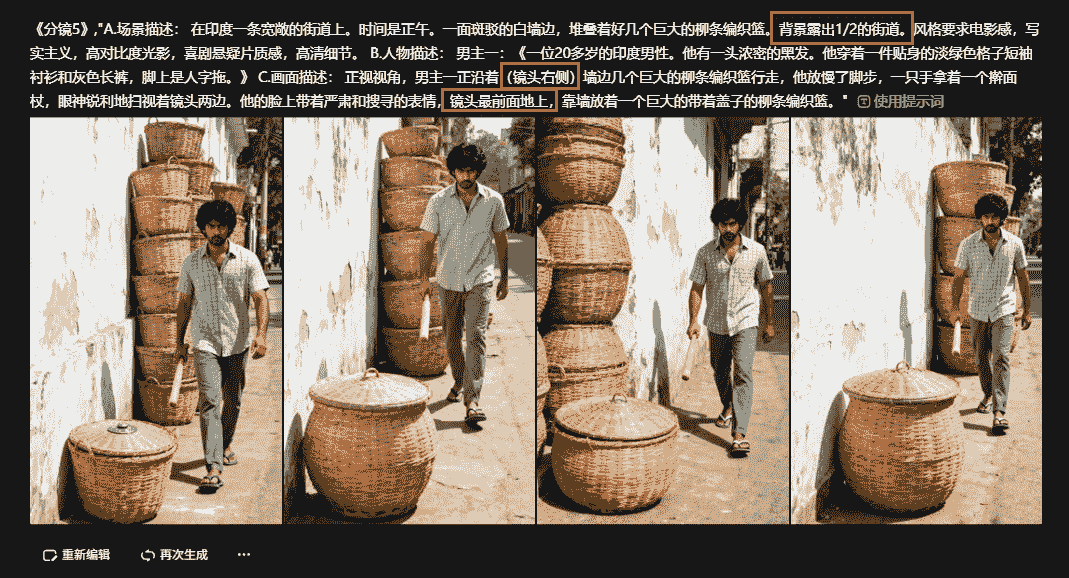 《分镜5》,"A.场景描述： 在印度一条宽敞的街道上。时间是正午。一面斑驳的白墙边，堆叠着好几个巨大的柳条编织篮。背景露出1/2的街道。风格要求电影感，写
实主义，高对比度光影，喜剧悬疑片质感，高清细节。 B.人物描述： 男主一：《一位20多岁的印度男性。他有一头浓密的黑发。他穿着一件贴身的淡绿色格子短袖
衬衫和灰色长裤，脚上是人字拖。》 C.画面描述： 正视视角，男主一正沿着（镜头右侧）墙边几个巨大的柳条编织篮行走，他放慢了脚步，一只手拿着一个擀面
杖，眼神锐利地扫视着镜头两边。他的脸上带着严肃和搜寻的表情，镜头最前面地上，靠墙放着一个巨大的带着盖子的柳条编织篮。" 使用提示词
重新编辑 再次生成 ···